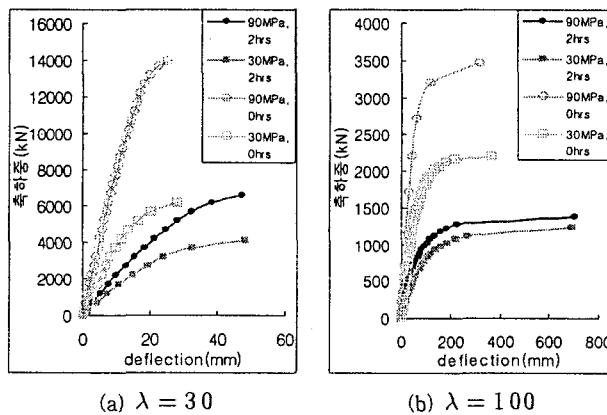 16000
14000
12000
10000
8000
6000
4000
2000
0
축하중(kN)
0
20
40
60
deflection(mm)
90MPa,
2hrs
30MPa,
2hrs
90MPa,
0hrs
30MPa,
0hrs
(a) λ = 30
4000
3500
3000
2500
2000
1500
1000
500
0
축하중(kN)
0
200
400
600
800
deflection(mm)
90MPa,
2hrs
30MPa,
2hrs
90MPa,
0hrs
30MPa,
0hrs
(b) λ = 100